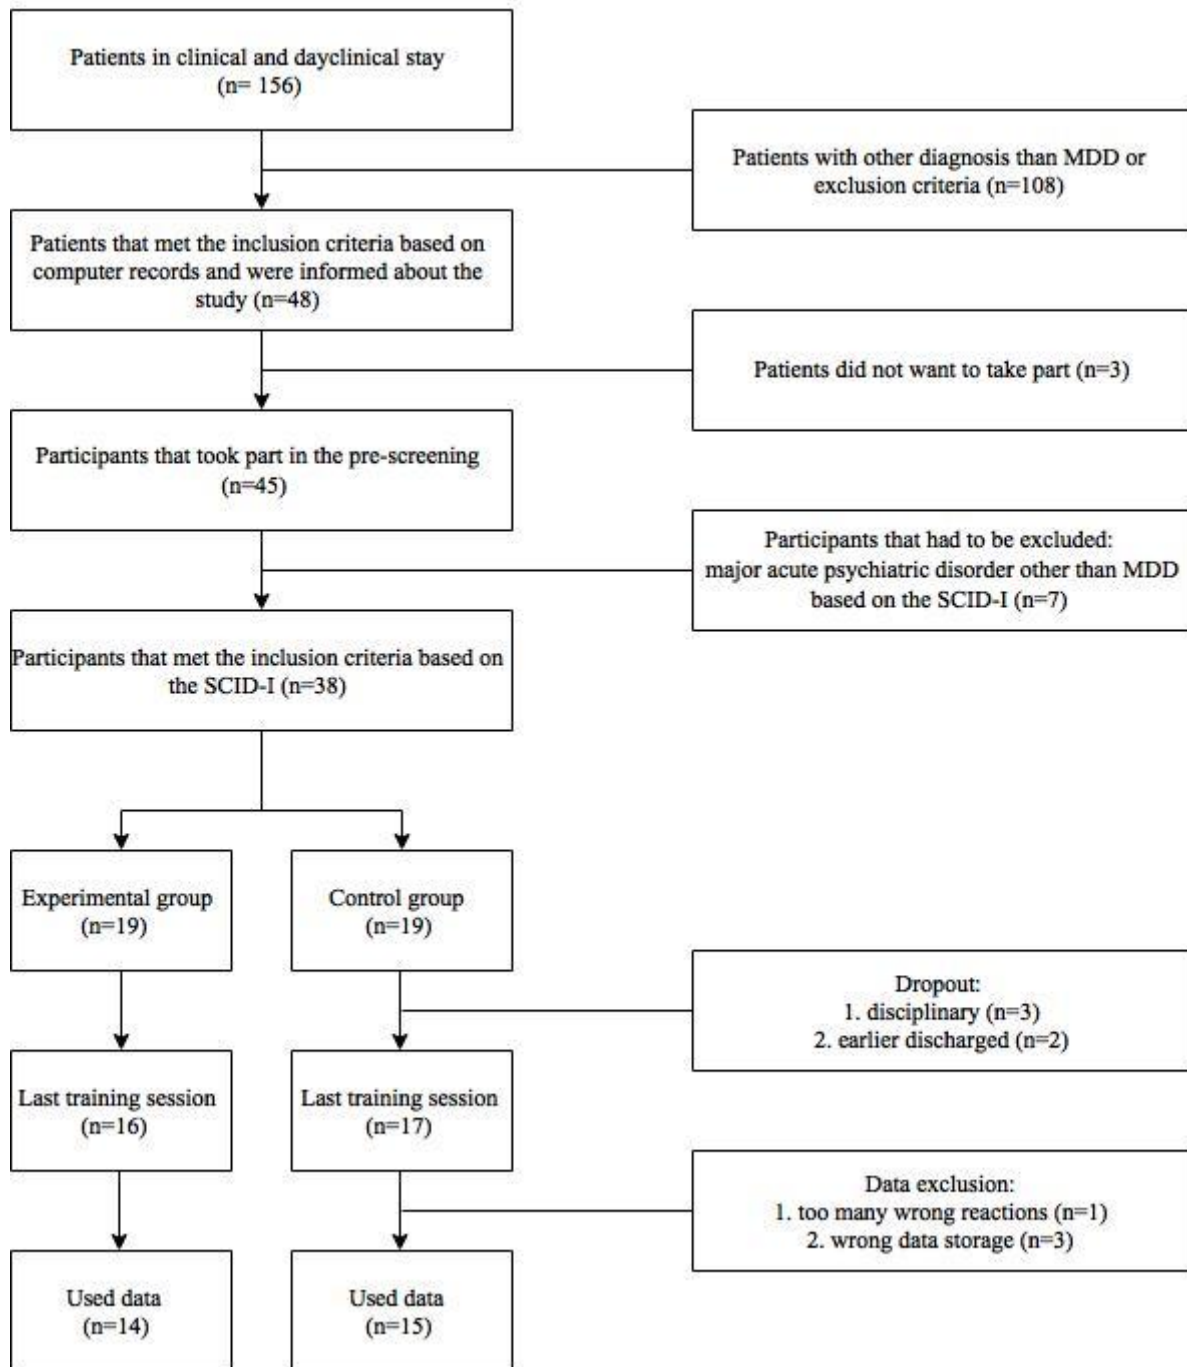 Patients in clinical and dayclinical stay
(n= 156)
Patients with other diagnosis than MDD or
exclusion criteria (n=108)
Patients that met the inclusion criteria based on
computer records and were informed about the
study (n=48)
Patients did not want to take part (n=3)
Participants that took part in the pre-screening
(n=45)
Participants that had to be excluded:
major acute psychiatric disorder other than MDD
based on the SCID-I (n=7)
Participants that met the inclusion criteria based on
the SCID-I (n=38)
Experimental group
(n=19)
Control group
(n=19)
Dropout:
1. disciplinary (n=3)
2. earlier discharged (n=2)
Last training session
(n=16)
Last training session
(n=17)
Data exclusion:
1. too many wrong reactions (n=1)
2. wrong data storage (n=3)
Used data
(n=14)
Used data
(n=15)